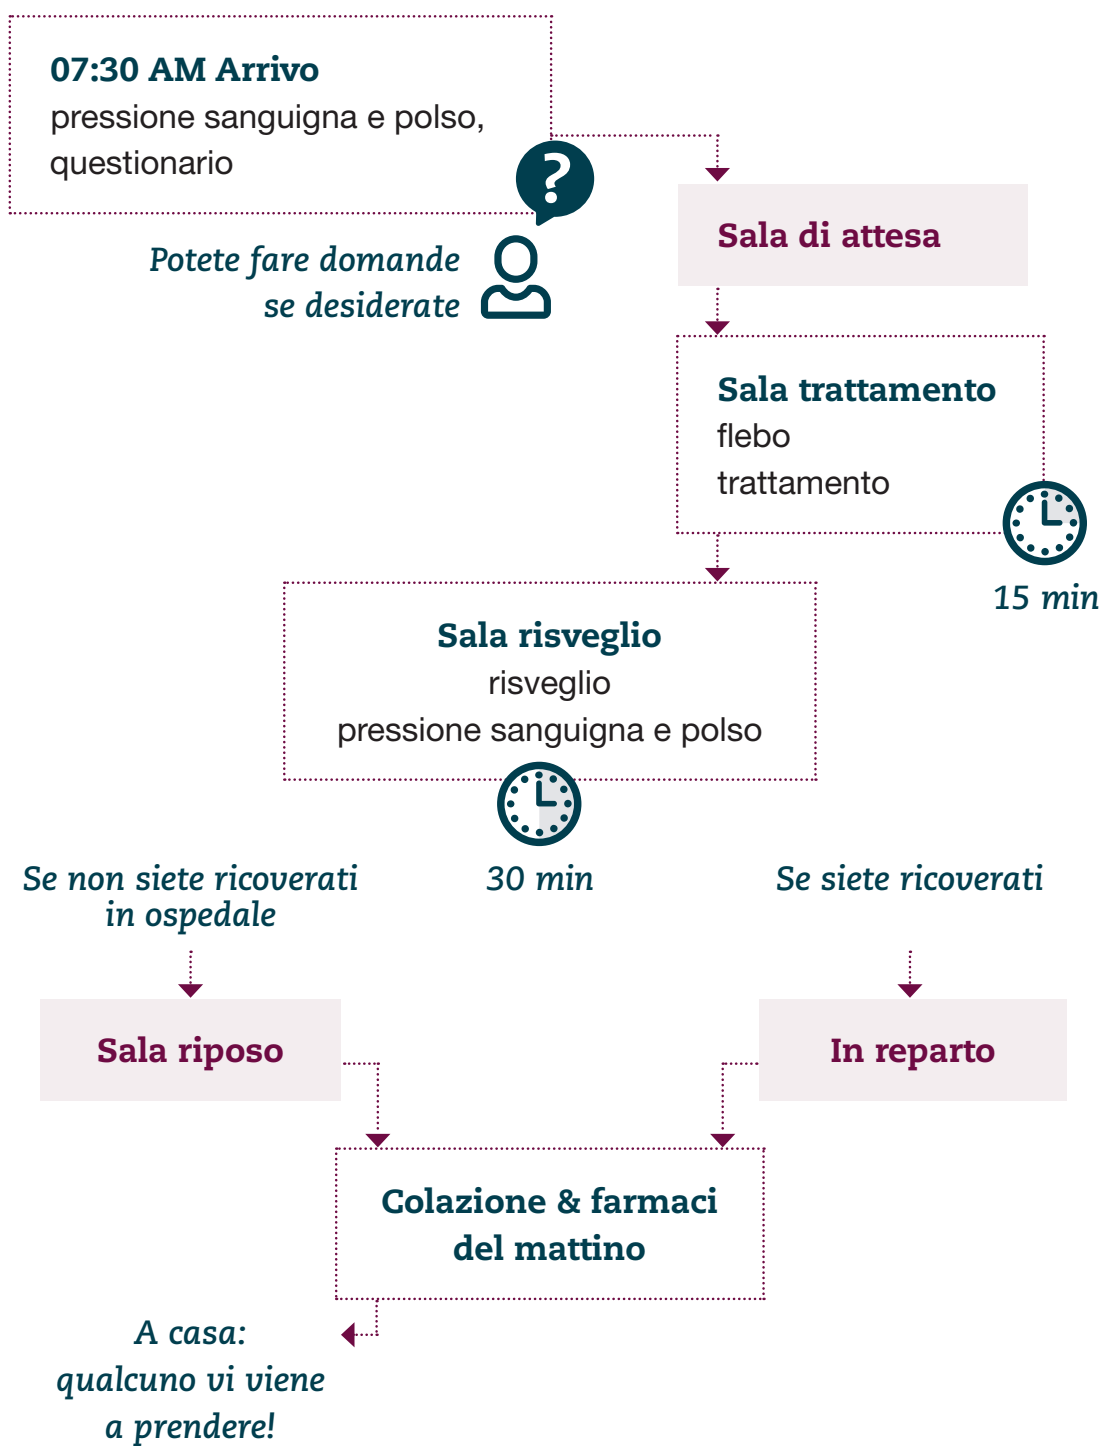 07:30 AM Arrivo
pressione sanguigna e polso,
questionario
?
Potete fare domande
se desiderate
Sala di attesa
Sala trattamento
flebo
trattamento
15 min
Sala risveglio
risveglio
pressione sanguigna e polso
30 min
Se non siete ricoverati
in ospedale
Se siete ricoverati
Sala riposo
In reparto
Colazione & farmaci
del mattino
A casa:
qualcuno vi viene
a prendere!